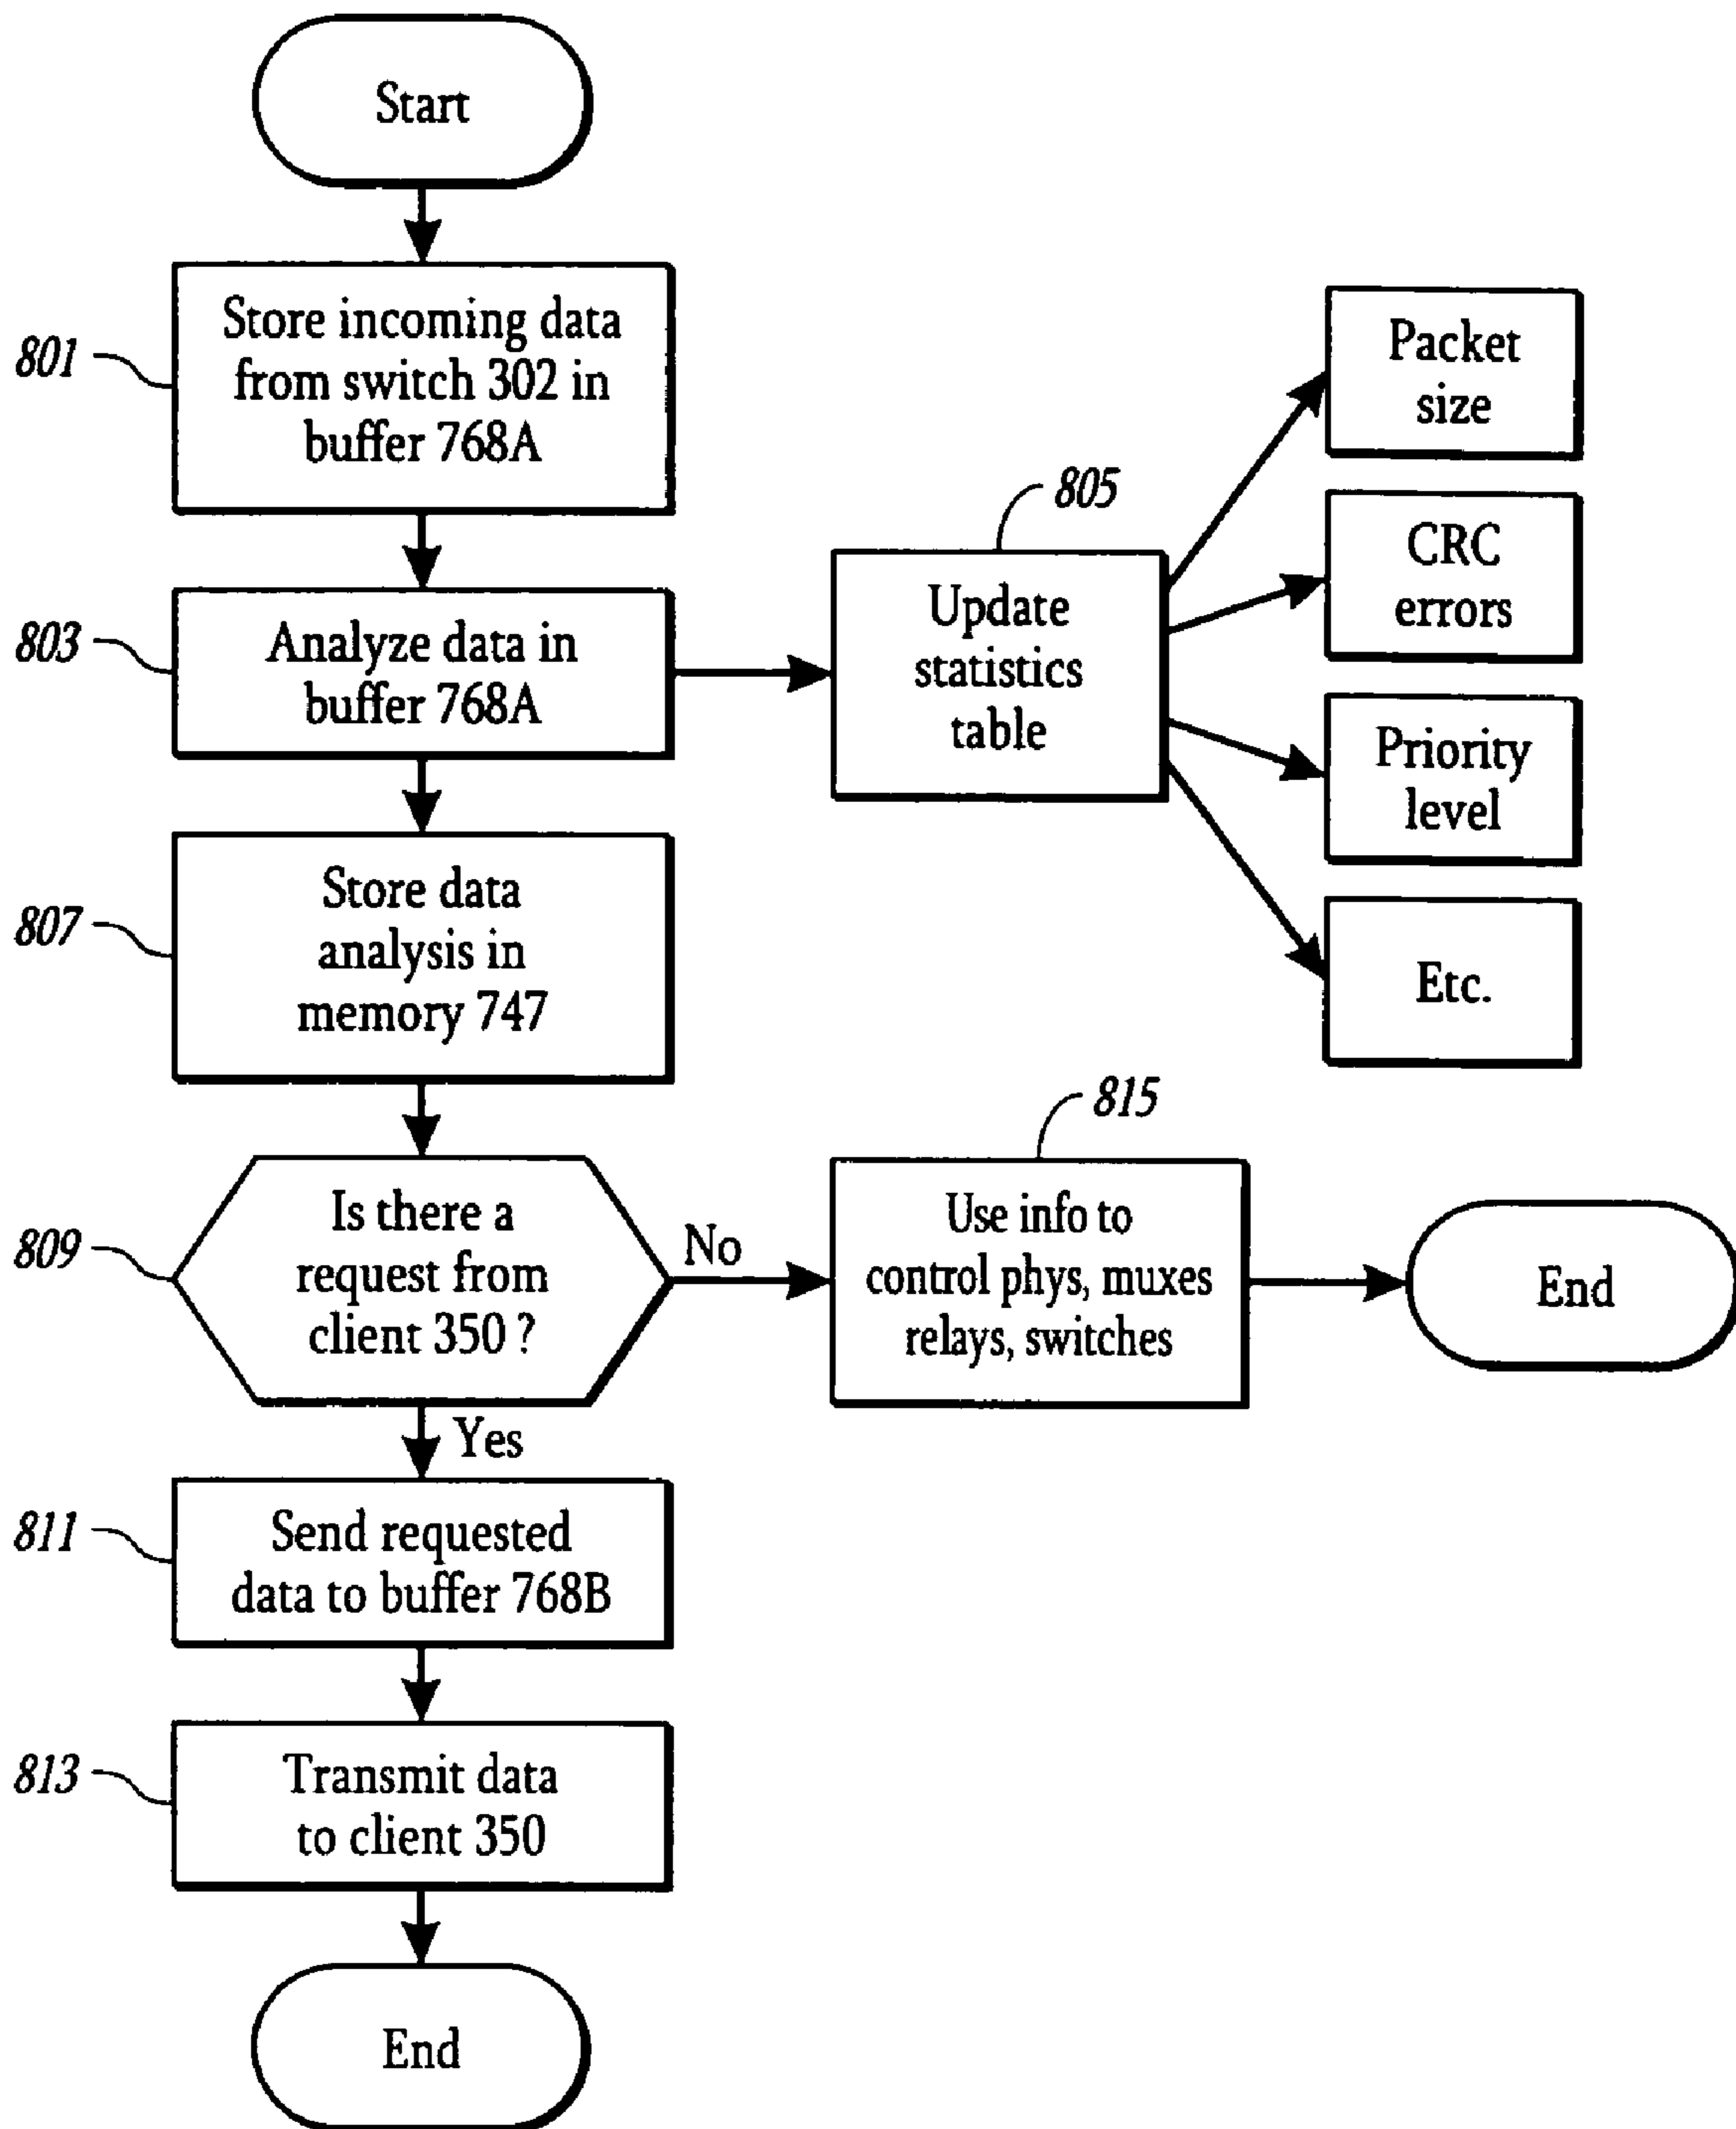 Start
801
Store incoming data
from switch 302 in
buffer 768A
803
Analyze data in
buffer 768A
805
Update
statistics
table
Packet
size
CRC
errors
Priority
level
Etc.
807
Store data
analysis in
memory 747
809
Is there a
request from
client 350 ?
No
815
Use info to
control phys, muxes
relays, switches
End
Yes
811
Send requested
data to buffer 768B
813
Transmit data
to client 350
End